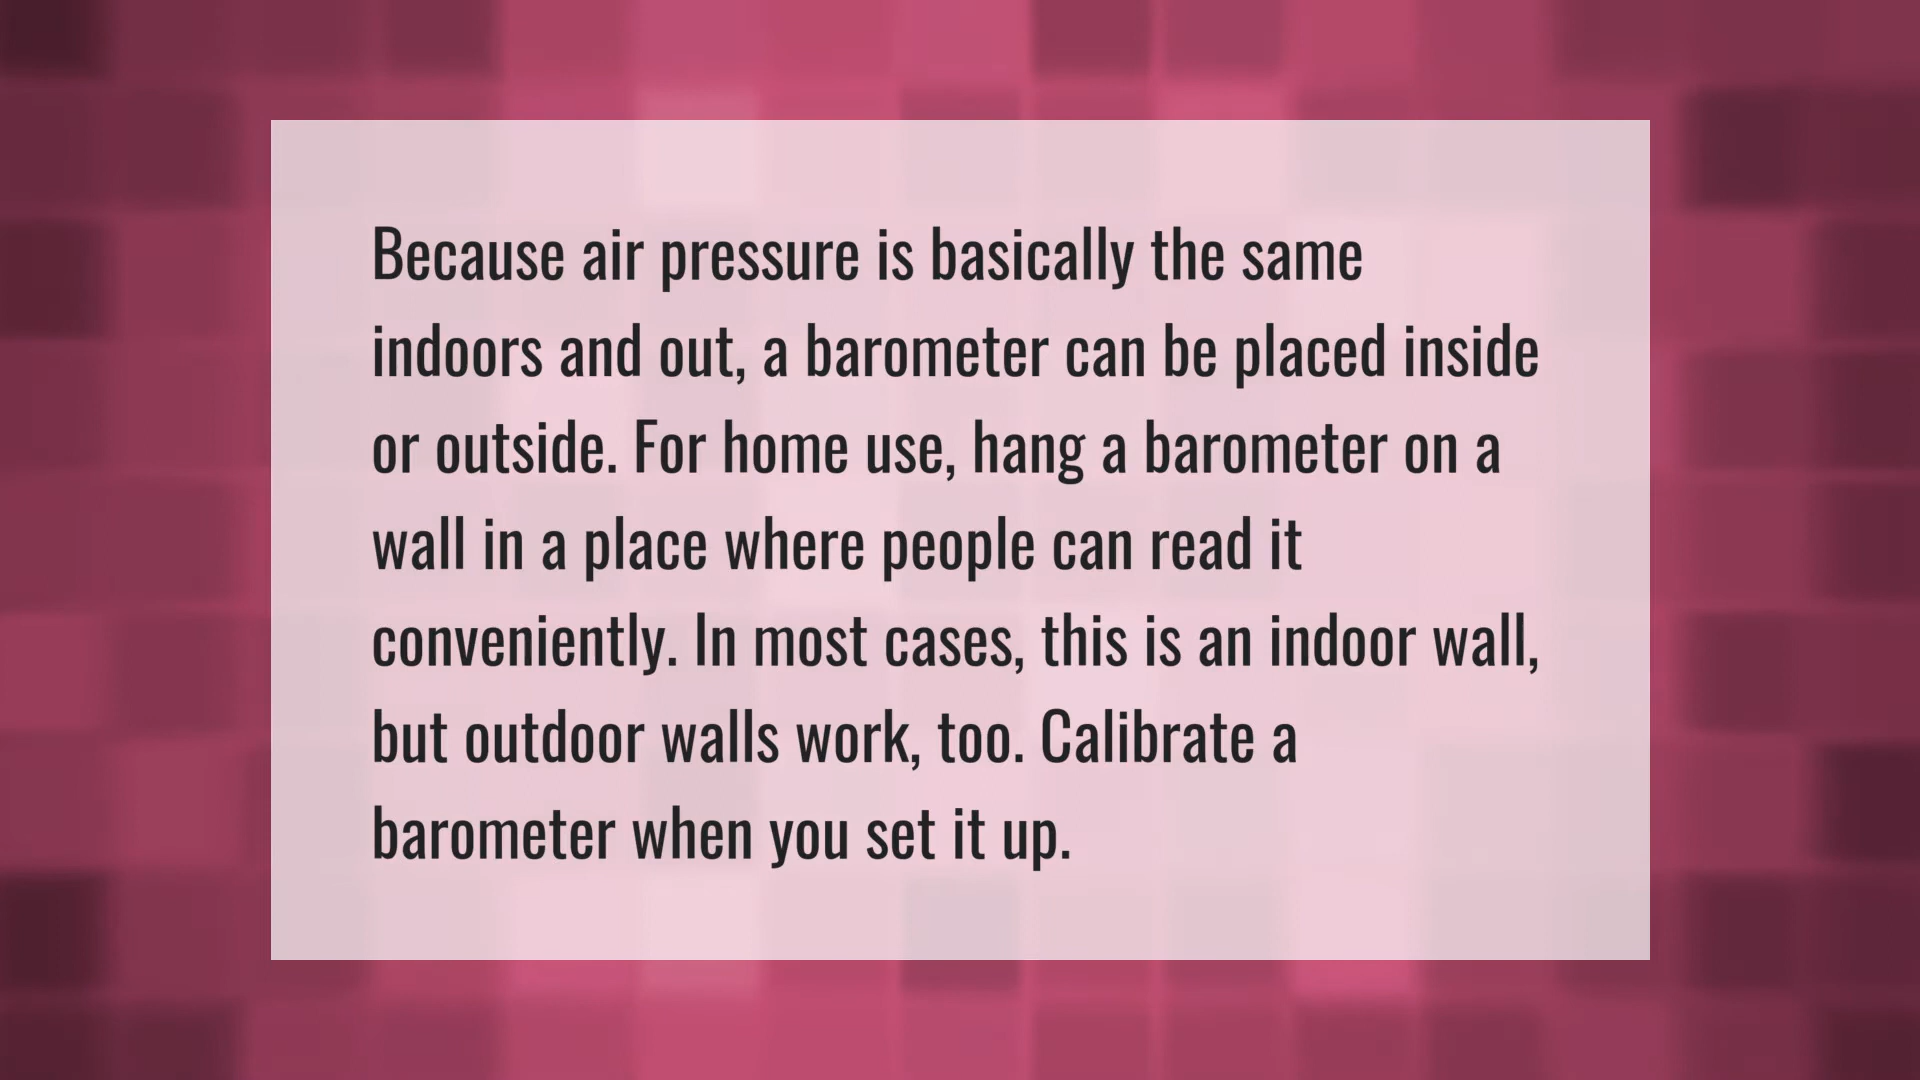 Because air pressure is basically the same
indoors and out, a barometer can be placed inside
or outside. For home use, hang a barometer on a
wall in a place where people can read it
conveniently. In most cases, this is an indoor wall,
but outdoor walls work, too. Calibrate a
barometer when you set it up.